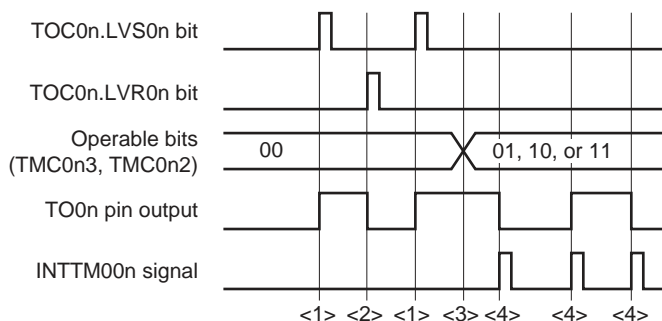 TOC0n.LVS0n bit
TOC0n.LVR0n bit
Operable bits
(TMC0n3, TMC0n2)
00
01, 10, or 11
TO0n pin output
INTTM00n signal
<1> <2> <1> <3> <4> <4> <4>